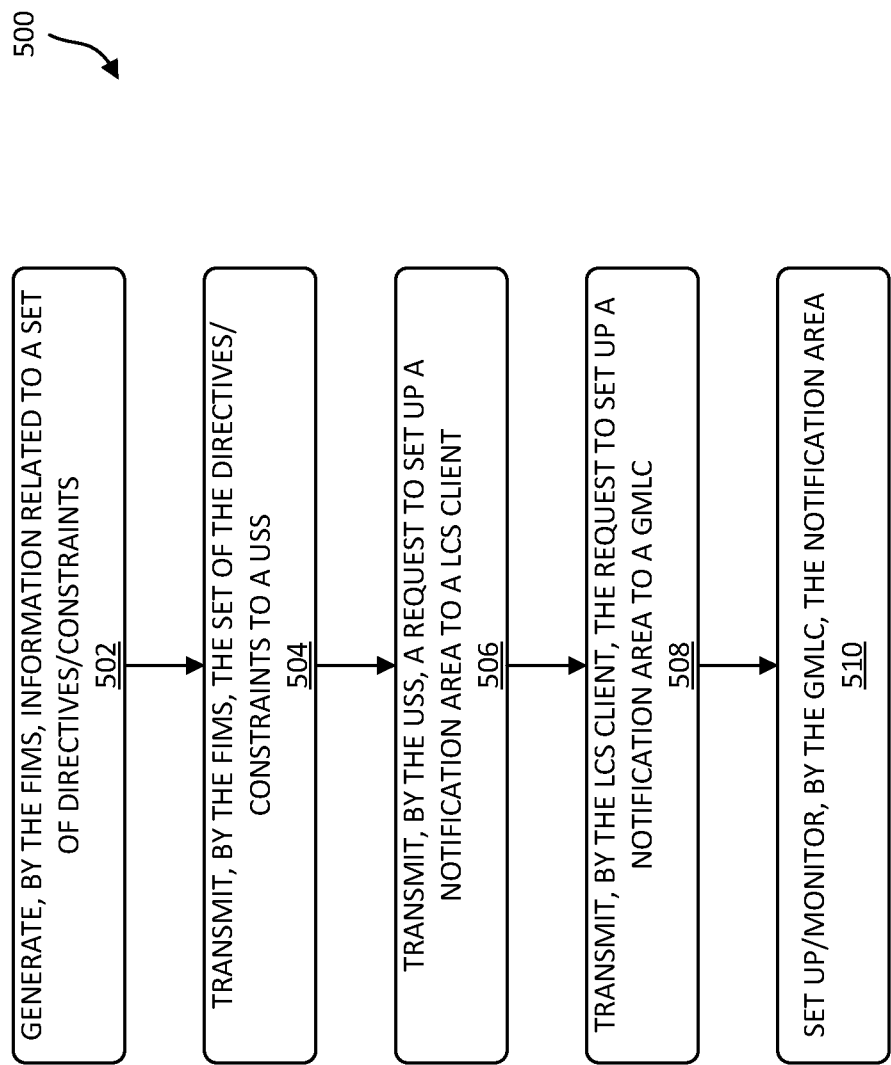 500
GENERATE, BY THE FIMS, INFORMATION RELATED TO A SET
OF DIRECTIVES/CONSTRAINTS
502
TRANSMIT, BY THE FIMS, THE SET OF THE DIRECTIVES/
CONSTRAINTS TO A USS
504
TRANSMIT, BY THE USS, A REQUEST TO SET UP A
NOTIFICATION AREA TO A LCS CLIENT
506
TRANSMIT, BY THE LCS CLIENT, THE REQUEST TO SET UP A
NOTIFICATION AREA TO A GMLC
508
SET UP/MONITOR, BY THE GMLC, THE NOTIFICATION AREA
510